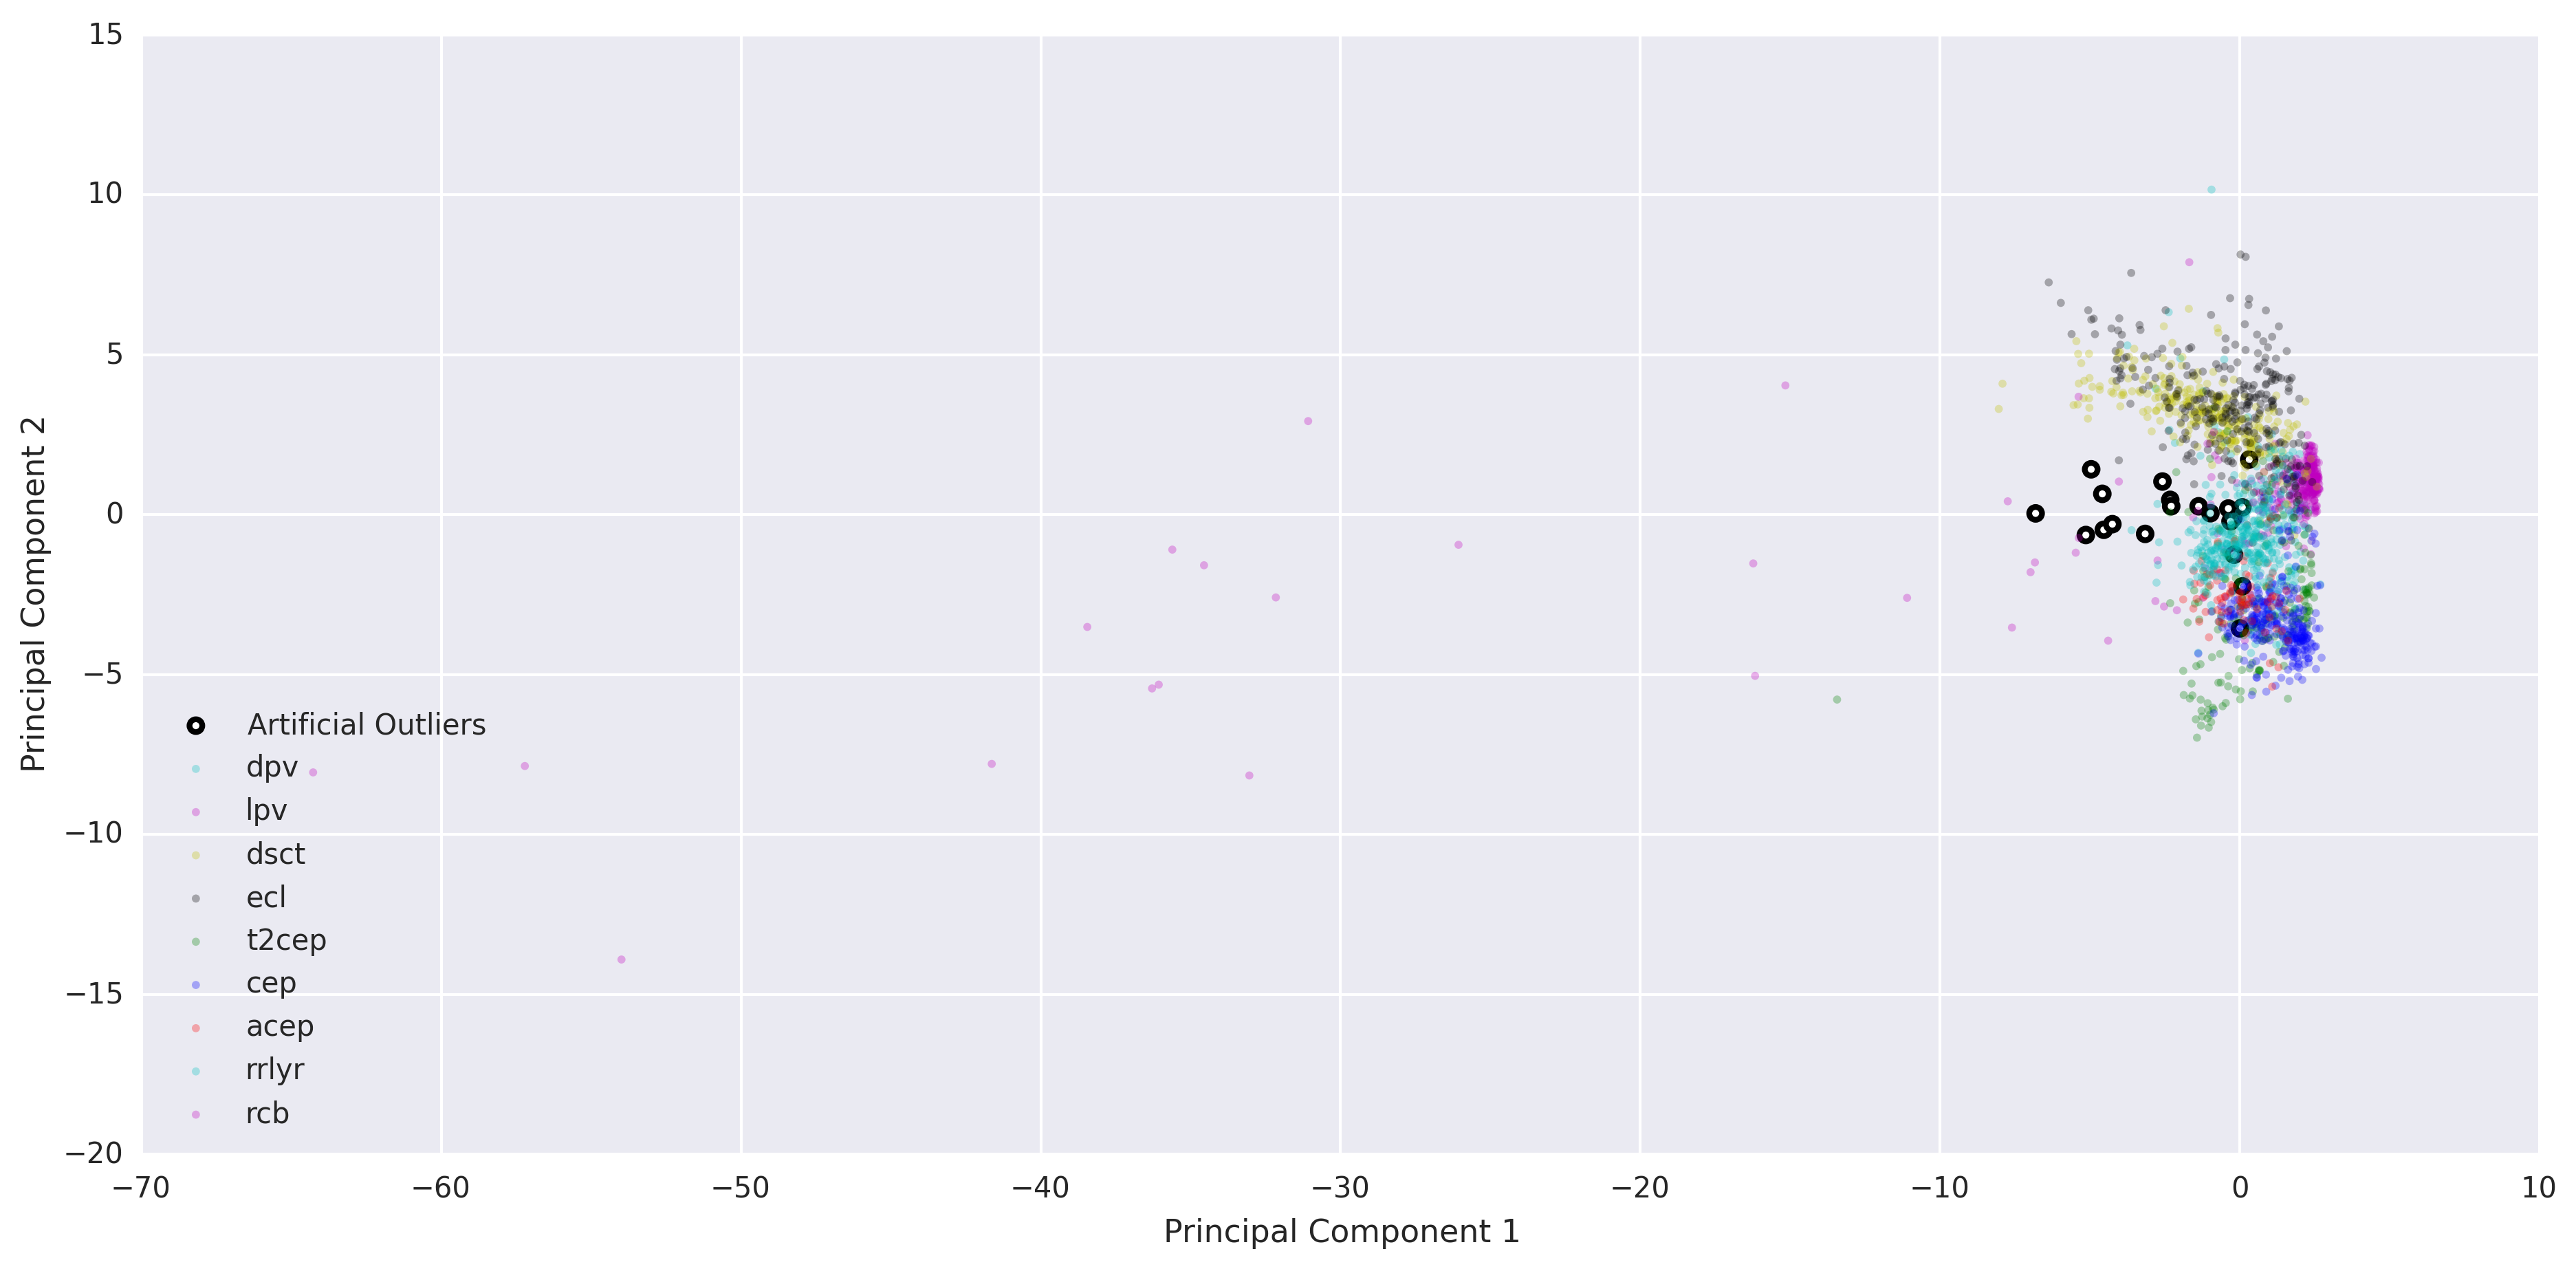 15
10
5
0
−5
−10
−15
−20
Principal Component 2
Artificial Outliers
dpv
lpv
dsct
ecl
t2cep
cep
acep
rrlyr
rcb
−70 −60 −50 −40 −30 −20 −10 0 10
Principal Component 1